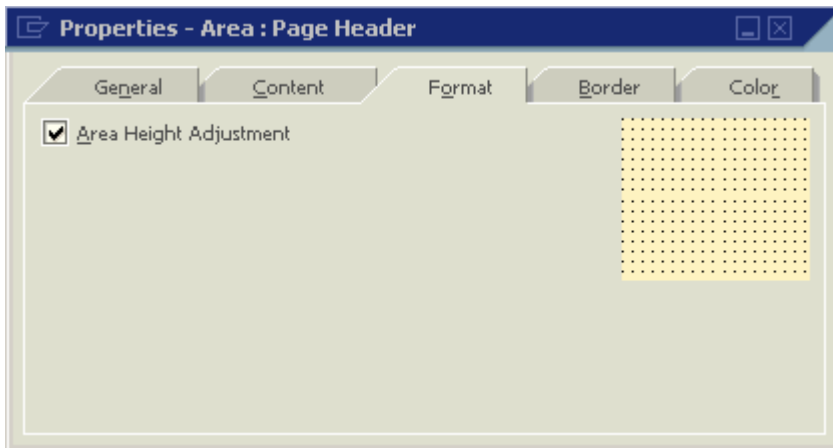 Properties - Area : Page Header
General Content Format Border Color
Area Height Adjustment